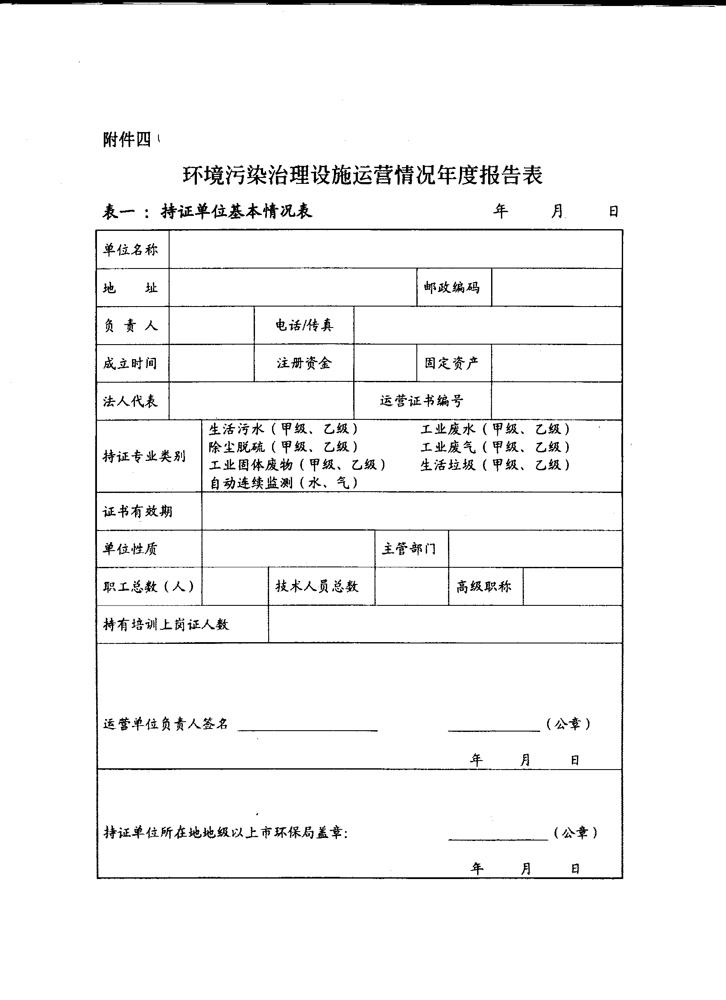 附件四
环境污染治理设施运营情况年度报告表
表一：持证单位基本情况表 年 月 日
单位名称
地 址 邮政编码
负 责 人 电话/传真
成立时间 注册资金 固定资产
法人代表 运营证书编号
生活污水（甲级、乙级） 工业废水（甲级、乙级）
除尘脱硫（甲级、乙级） 工业废气（甲级、乙级）
持证专业类别
工业固体废物（甲级、乙级） 生活垃圾（甲级、乙级）
自动连续监测（水、气）
证书有效期
单位性质 主管部门
职工总数（人） 技术人员总数 高级职称
持有培训上岗证人数
运营单位负责人签名 （公章）
年 月 日
持证单位所在地地级以上市环保局盖章： （公章）
年 月 日